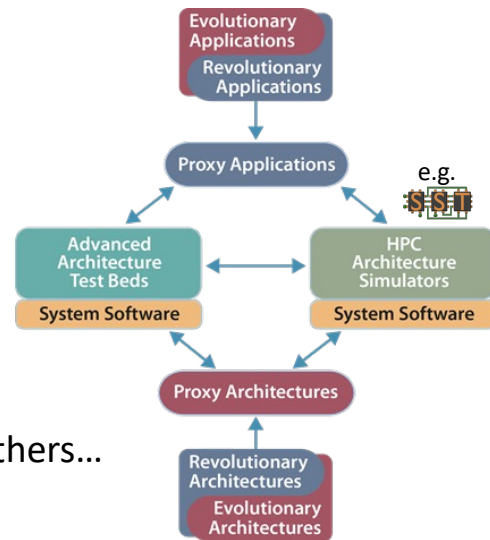 Evolutionary
Applications
Revolutionary
Applications
Proxy Applications
e.g.
SST
Advanced
Architecture
Test Beds
HPC
Architecture
Simulators
System Software
System Software
Proxy Architectures
thers...
Revolutionary
Architectures
Evolutionary
Architectures